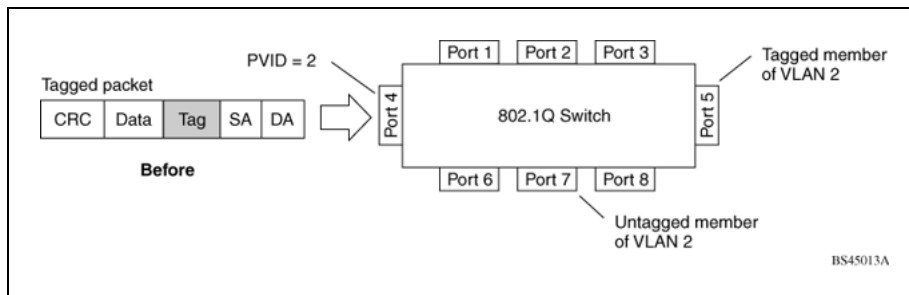 PVID = 2
Port 1
Port 2
Port 3
Tagged member
of VLAN 2
Tagged packet
CRC
Data
Tag
SA
DA
Port 4
802.1Q Switch
Port 5
Before
Port 6
Port 7
Port 8
Untagged member
of VLAN 2
BS45013A